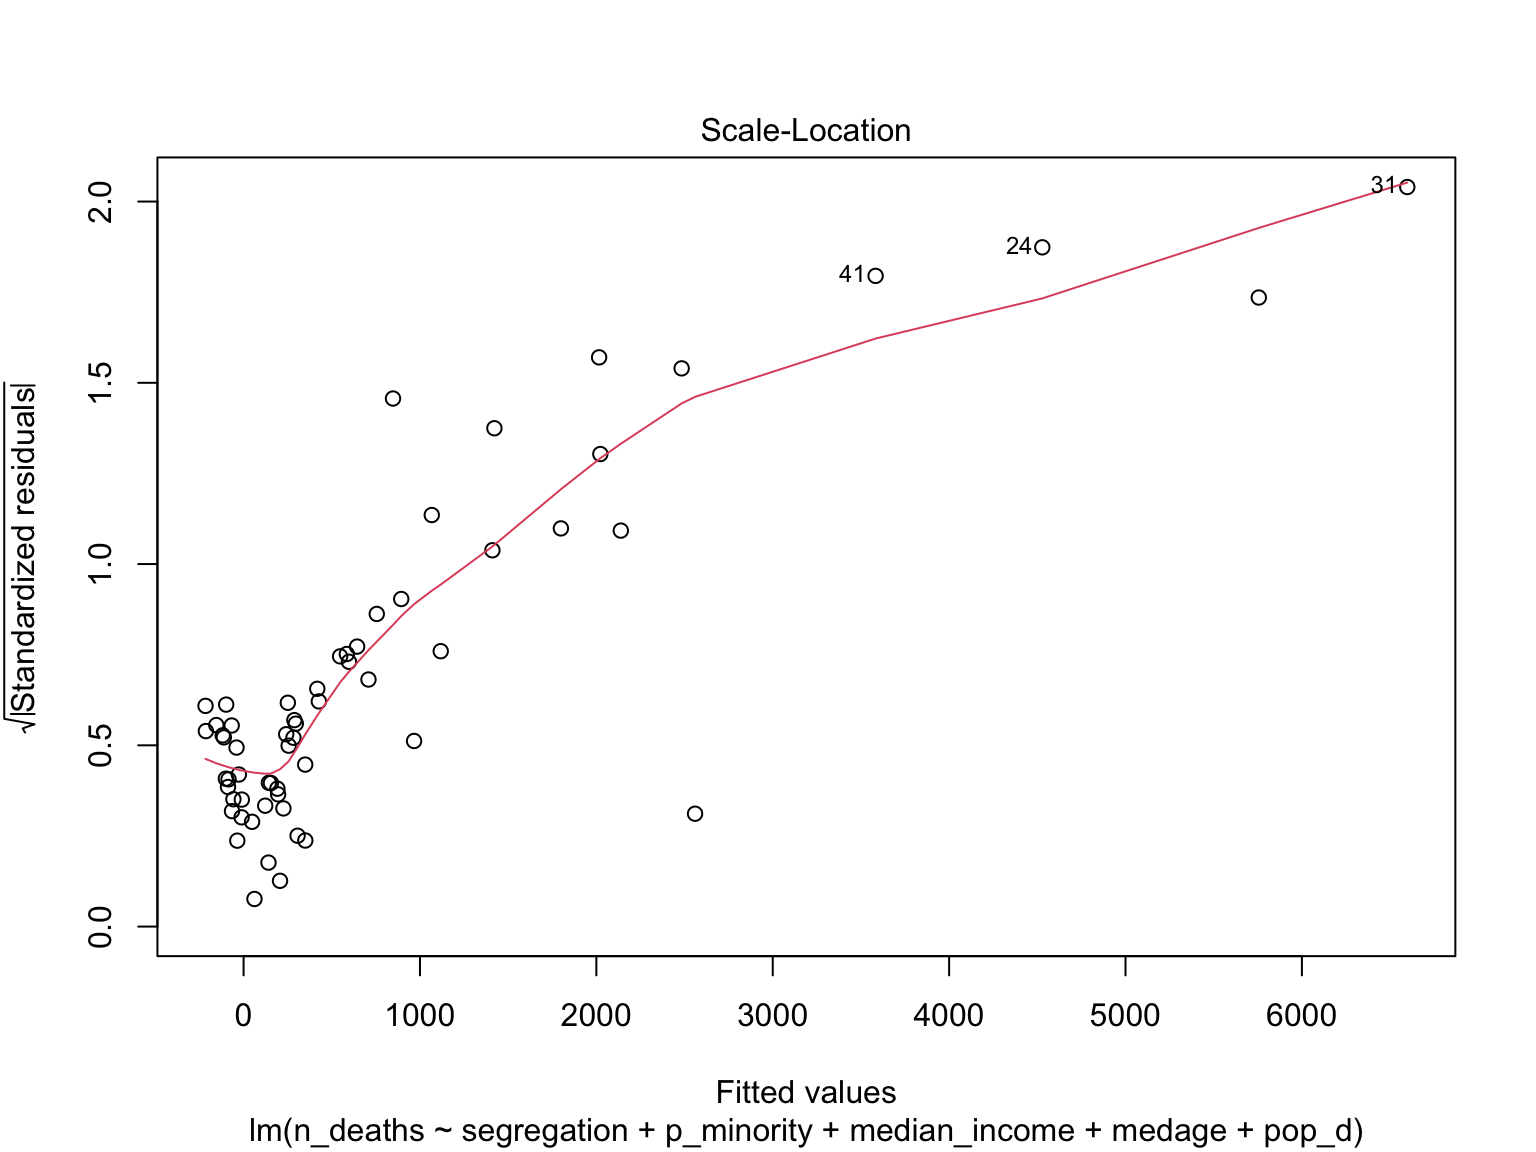 Scale-Location
√|Standardized residuals|
2.0
1.5
1.0
0.5
0.0
31
24
41
0 1000 2000 3000 4000 5000 6000
Fitted values
lm(n_deaths ~ segregation + p_minority + median_income + medage + pop_d)